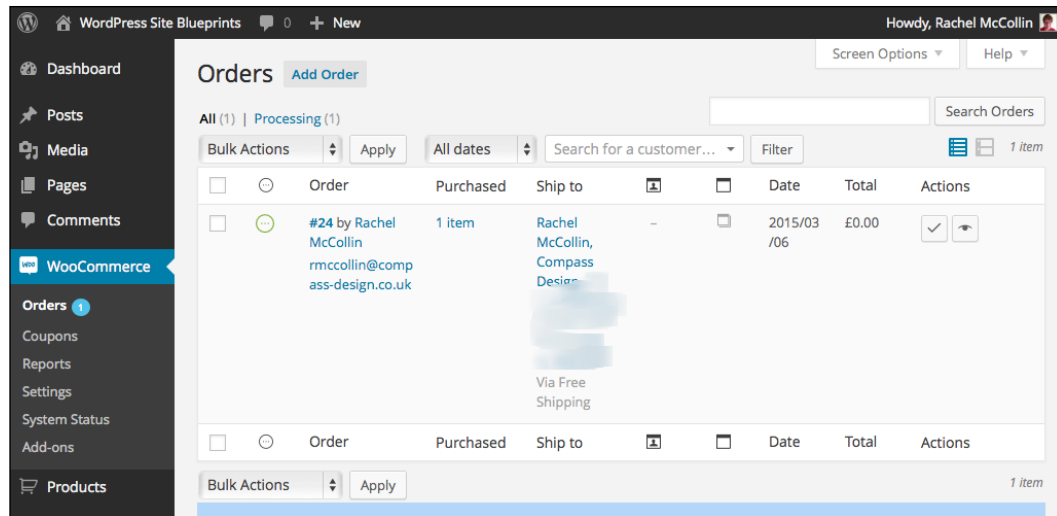 WordPress Site Blueprints 0 + New Howdy, Rachel McCollin
Screen Options Help
Dashboard
Posts
Media
Pages
Comments
WooCommerce
Orders 1
Coupons
Reports
Settings
System Status
Add-ons
Products
Orders Add Order
All (1) | Processing (1)
Search Orders
Bulk Actions Apply All dates Search for a customer... Filter 1 item
Order Purchased Ship to Date Total Actions
#24 by Rachel 1 item Rachel – 2015/03 £0.00
McCollin McCollin, /06
rmccollin@comp Compass
ass-design.co.uk Design
Via Free
Shipping
Order Purchased Ship to Date Total Actions
Bulk Actions Apply 1 item